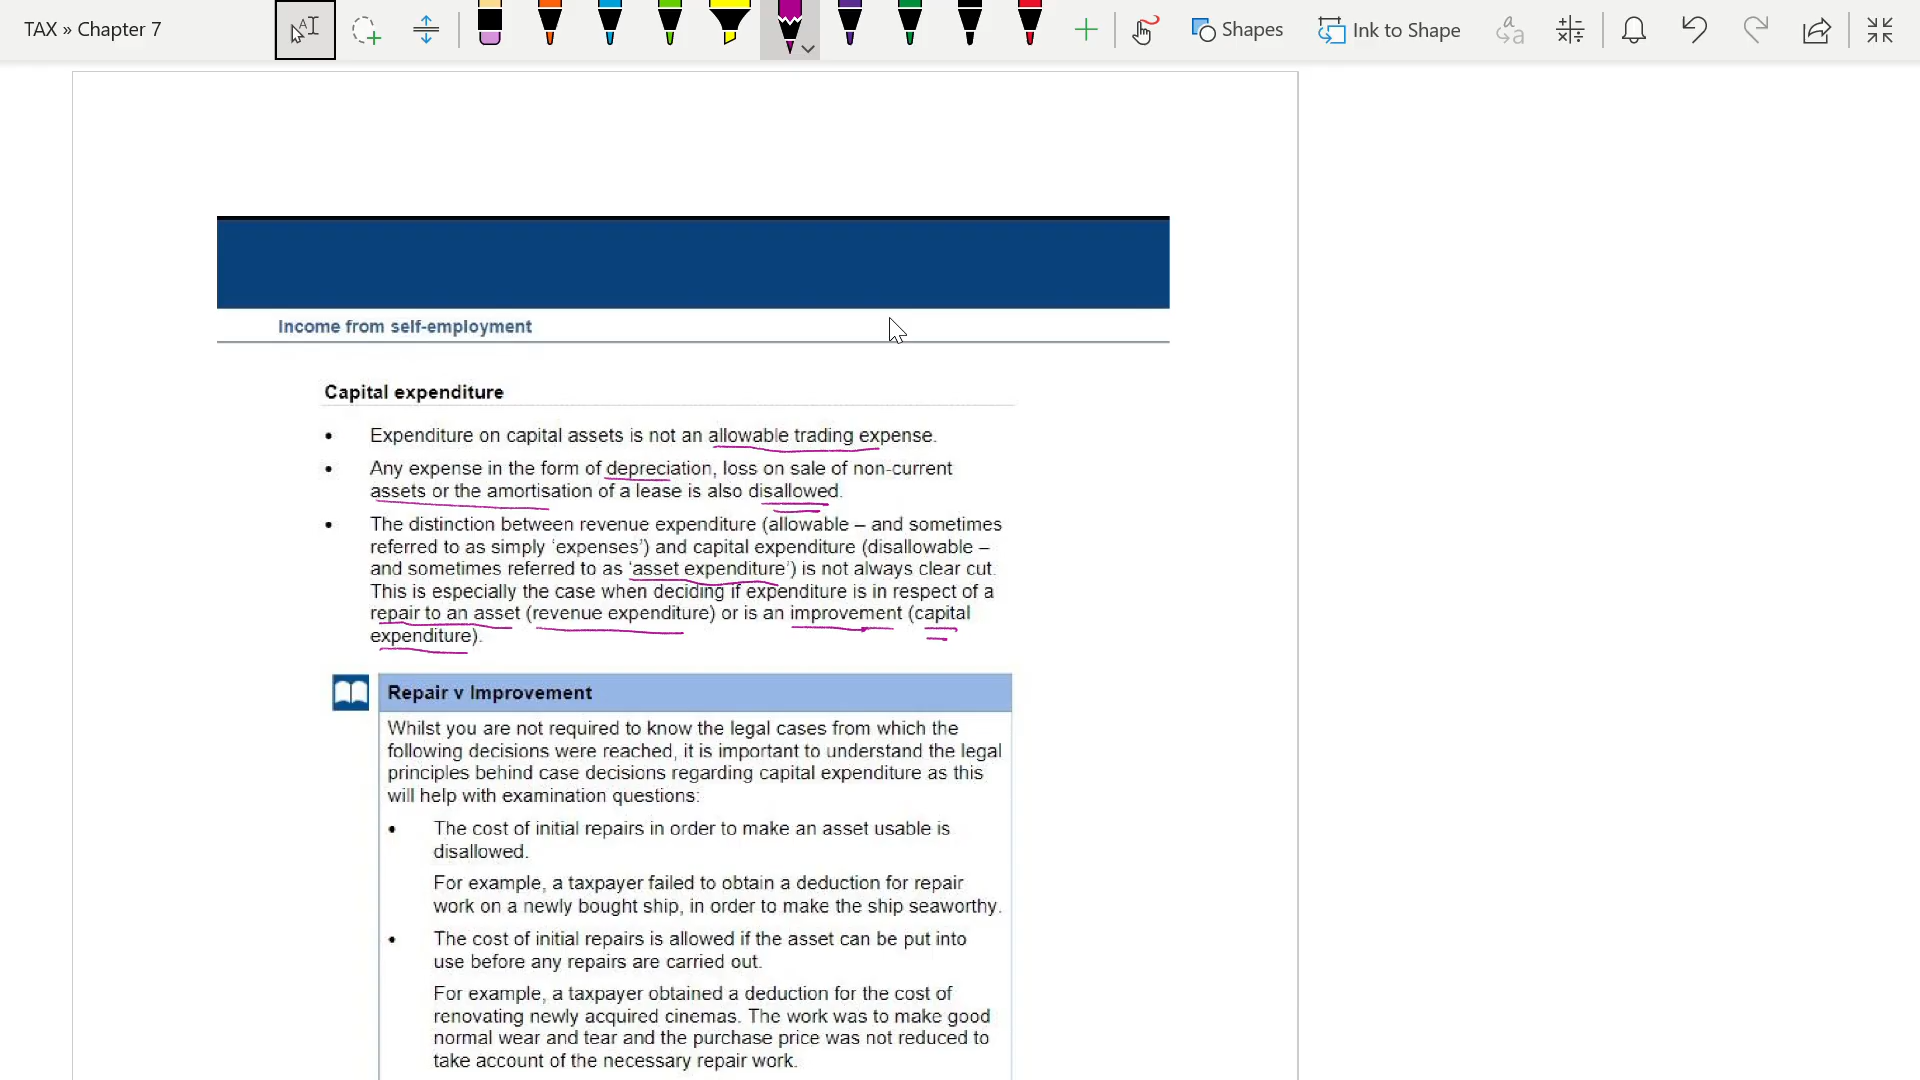 TAX » Chapter 7
Shapes
Ink to Shape
Income from self-employment
Capital expenditure
• Expenditure on capital assets is not an allowable trading expense.
• Any expense in the form of depreciation, loss on sale of non-current
assets or the amortisation of a lease is also disallowed.
• The distinction between revenue expenditure (allowable – and sometimes
referred to as simply ‘expenses’) and capital expenditure (disallowable –
and sometimes referred to as ‘asset expenditure’) is not always clear cut.
This is especially the case when deciding if expenditure is in respect of a
repair to an asset (revenue expenditure) or is an improvement (capital
expenditure).
Repair v Improvement
Whilst you are not required to know the legal cases from which the
following decisions were reached, it is important to understand the legal
principles behind case decisions regarding capital expenditure as this
will help with examination questions:
• The cost of initial repairs in order to make an asset usable is
disallowed.
For example, a taxpayer failed to obtain a deduction for repair
work on a newly bought ship, in order to make the ship seaworthy.
• The cost of initial repairs is allowed if the asset can be put into
use before any repairs are carried out.
For example, a taxpayer obtained a deduction for the cost of
renovating newly acquired cinemas. The work was to make good
normal wear and tear and the purchase price was not reduced to
take account of the necessary repair work.